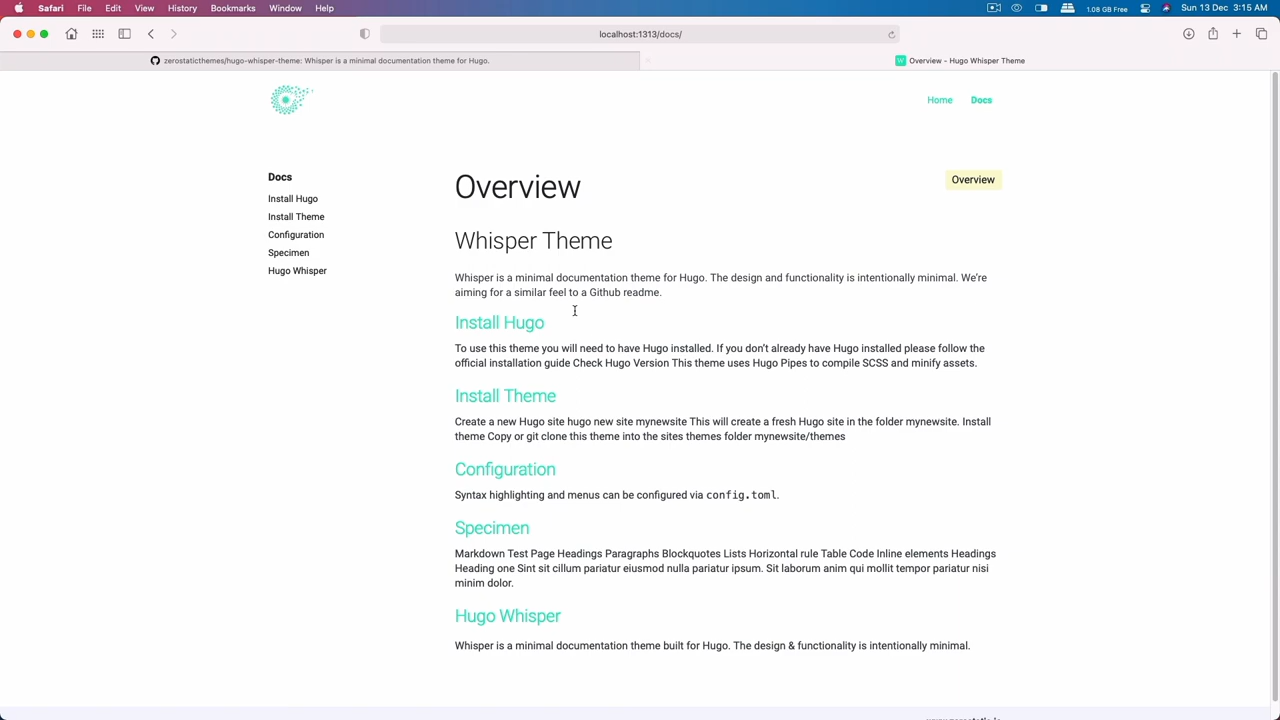 Safari File Edit View History Bookmarks Window Help 1.08 GB Free Sun 13 Dec 3:15 AM
localhost:1313/docs/
zerostaticthemes/hugo-whisper-theme: Whisper is a minimal documentation theme for Hugo.
W Overview - Hugo Whisper Theme
Home Docs
Docs
Install Hugo
Install Theme
Configuration
Specimen
Hugo Whisper
Overview
Overview
Whisper Theme
Whisper is a minimal documentation theme for Hugo. The design and functionality is intentionally minimal. We’re
aiming for a similar feel to a Github readme.
Install Hugo
To use this theme you will need to have Hugo installed. If you don’t already have Hugo installed please follow the
official installation guide Check Hugo Version This theme uses Hugo Pipes to compile SCSS and minify assets.
Install Theme
Create a new Hugo site hugo new site mynewsite This will create a fresh Hugo site in the folder mynewsite. Install
theme Copy or git clone this theme into the sites themes folder mynewsite/themes
Configuration
Syntax highlighting and menus can be configured via config.toml.
Specimen
Markdown Test Page Headings Paragraphs Blockquotes Lists Horizontal rule Table Code Inline elements Headings
Heading one Sint sit cillum pariatur eiusmod nulla pariatur ipsum. Sit laborum anim qui mollit tempor pariatur nisi
minim dolor.
Hugo Whisper
Whisper is a minimal documentation theme built for Hugo. The design & functionality is intentionally minimal.